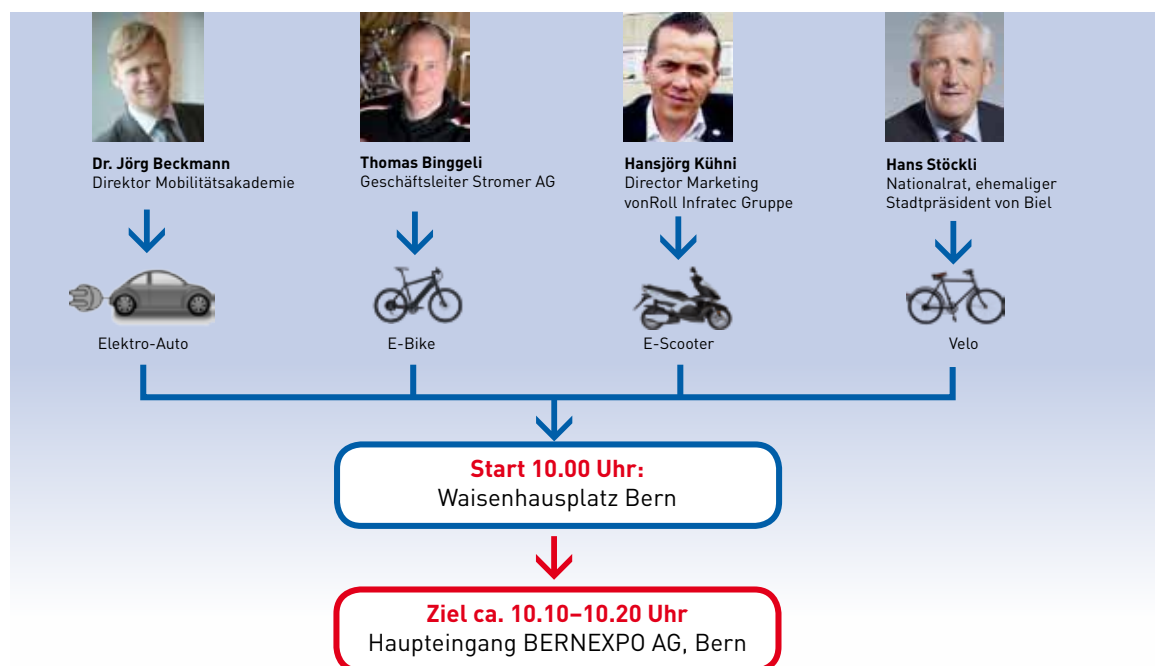 Dr. Jörg Beckmann
Direktor Mobilitätsakademie
Thomas Binggeli
Geschäftsleiter Stromer AG
Hansjörg Kühni
Director Marketing
vonRoll Infratec Gruppe
Hans Stöckli
Nationalrat, ehemaliger
Stadtpräsident von Biel
Elektro-Auto
E-Bike
E-Scooter
Velo
Start 10.00 Uhr:
Waisenhausplatz Bern
Ziel ca. 10.10–10.20 Uhr
Haupteingang BERNEXPO AG, Bern